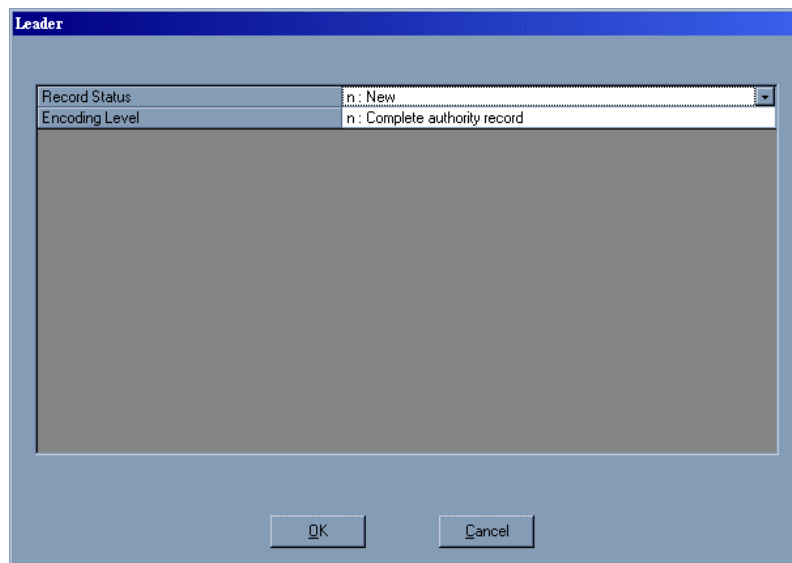 Leader
Record Status n : New
Encoding Level n : Complete authority record
OK Cancel